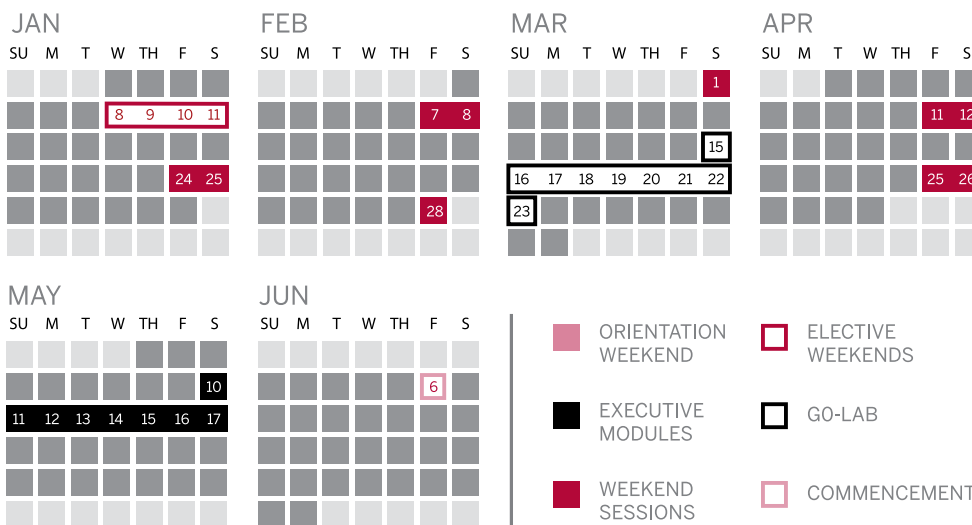 JAN
SU M T W TH F S
8 9 10 11
24 25
FEB
SU M T W TH F S
7 8
28
MAR
SU M T W TH F S
1
15
16 17 18 19 20 21 22
23
APR
SU M T W TH F S
11 12
25 26
MAY
SU M T W TH F S
10
11 12 13 14 15 16 17
JUN
SU M T W TH F S
6
ORIENTATION
WEEKEND
ELECTIVE
WEEKENDS
EXECUTIVE
MODULES
GO-LAB
WEEKEND
SESSIONS
COMMENCEMENT